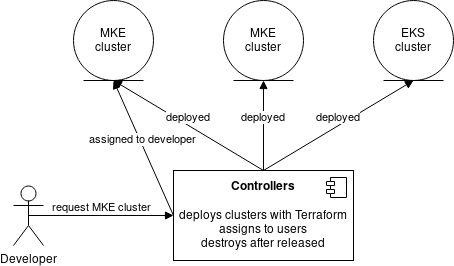 MKE
cluster
MKE
cluster
EKS
cluster
deployed
deployed
deployed
assigned to developer
Controllers
deploys clusters with Terraform
assigns to users
destroys after released
request MKE cluster
Developer